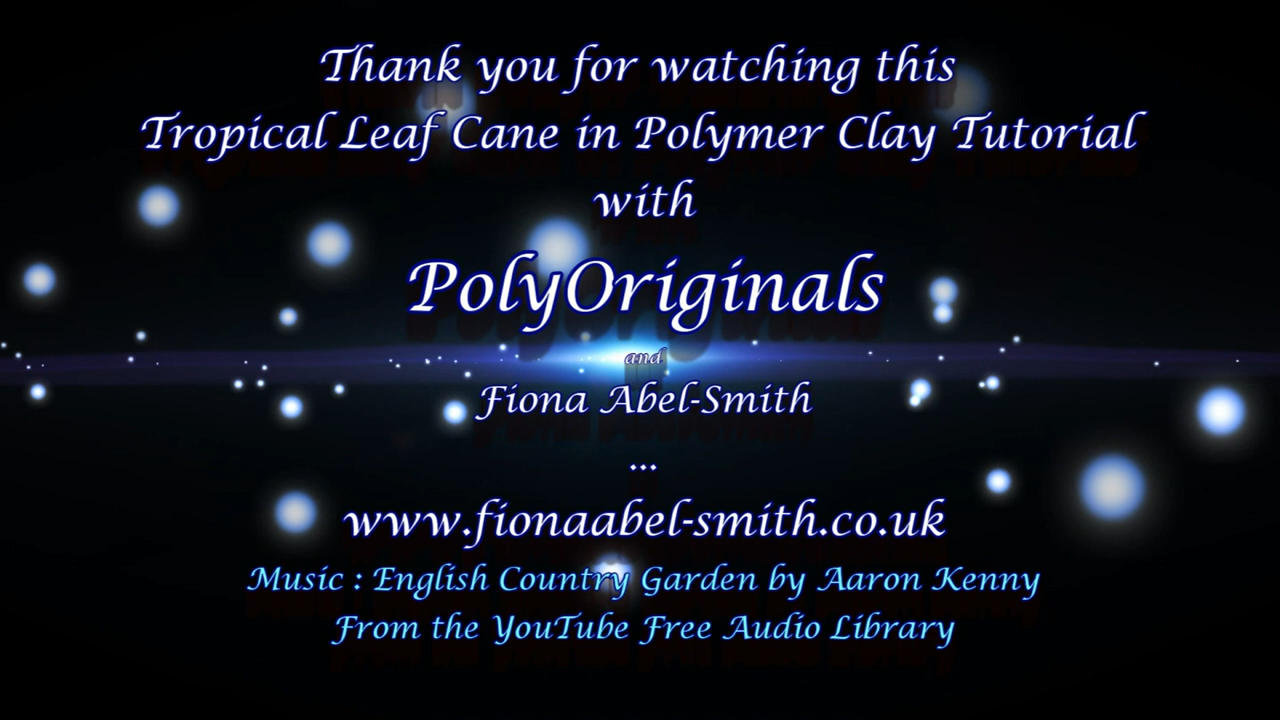 Thank you for watching this
Tropical Leaf Cane in Polymer Clay Tutorial
with
PolyOriginals
and
Fiona Abel-Smith
...
www.fionaabel-smith.co.uk
Music : English Country Garden by Aaron Kenny
From the YouTube Free Audio Library